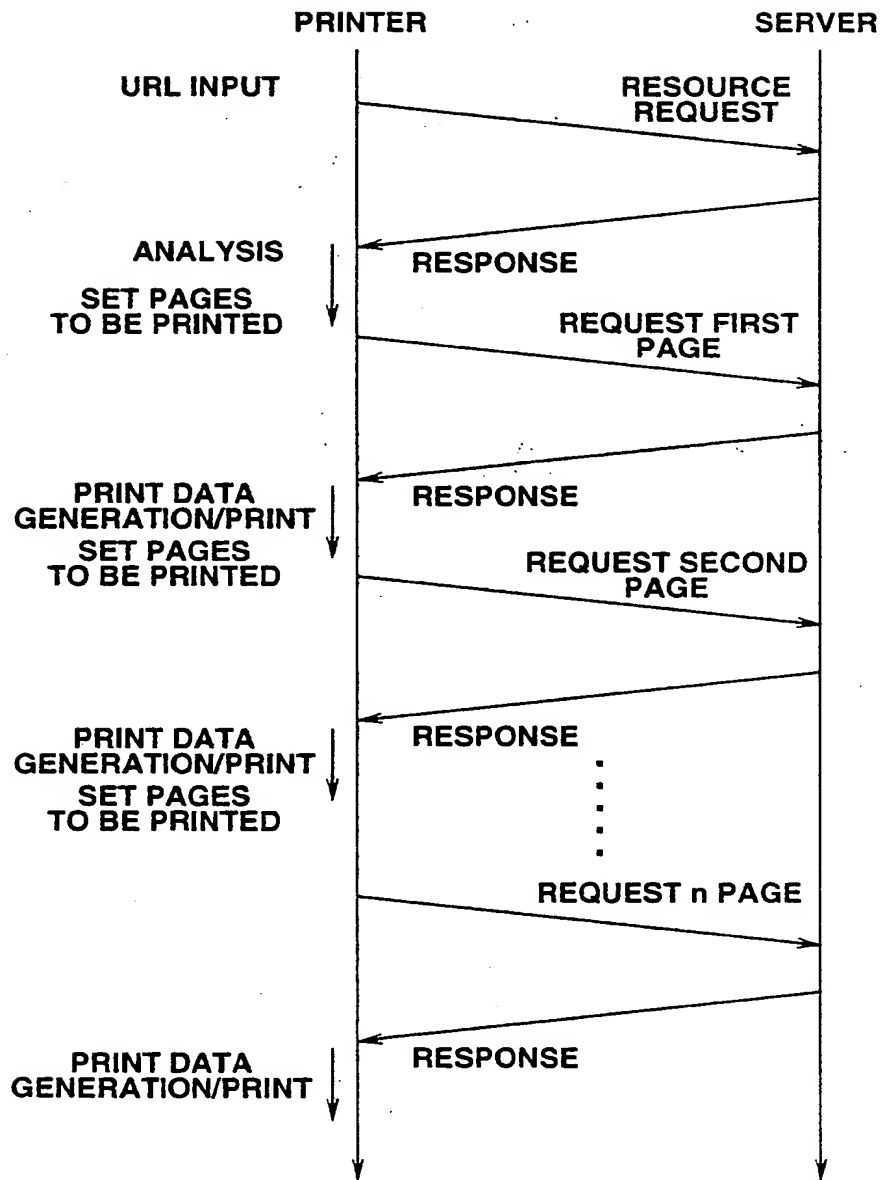 PRINTER
SERVER
URL INPUT
RESOURCE
REQUEST
ANALYSIS
RESPONSE
SET PAGES
TO BE PRINTED
REQUEST FIRST
PAGE
PRINT DATA
GENERATION/PRINT
RESPONSE
SET PAGES
TO BE PRINTED
REQUEST SECOND
PAGE
PRINT DATA
GENERATION/PRINT
RESPONSE
SET PAGES
TO BE PRINTED
REQUEST n PAGE
PRINT DATA
GENERATION/PRINT
RESPONSE